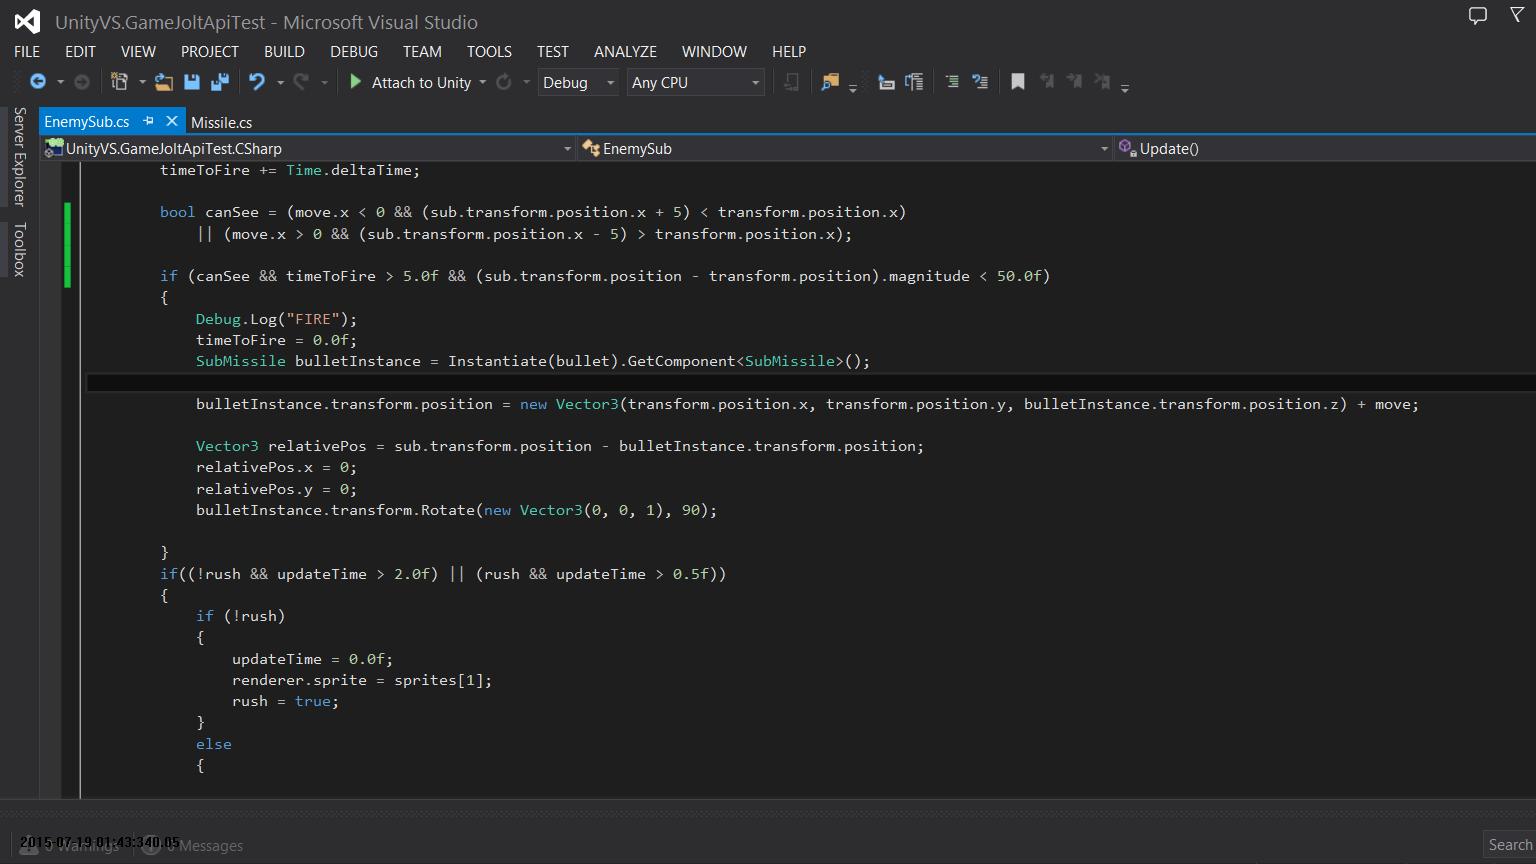 UnityVS.GameJoltApiTest - Microsoft Visual Studio
FILE EDIT VIEW PROJECT BUILD DEBUG TEAM TOOLS TEST ANALYZE WINDOW HELP
Attach to Unity Debug Any CPU
Server Explorer
Toolbox
EnemySub.cs Missile.cs
UnityVS.GameJoltApiTest.CSharp EnemySub Update()
timeToFire += Time.deltaTime;
bool canSee = (move.x < 0 && (sub.transform.position.x + 5) < transform.position.x)
|| (move.x > 0 && (sub.transform.position.x - 5) > transform.position.x);
if (canSee && timeToFire > 5.0f && (sub.transform.position - transform.position).magnitude < 50.0f)
{
Debug.Log("FIRE");
timeToFire = 0.0f;
SubMissile bulletInstance = Instantiate(bullet).GetComponent<SubMissile>();
bulletInstance.transform.position = new Vector3(transform.position.x, transform.position.y, bulletInstance.transform.position.z) + move;
Vector3 relativePos = sub.transform.position - bulletInstance.transform.position;
relativePos.x = 0;
relativePos.y = 0;
bulletInstance.transform.Rotate(new Vector3(0, 0, 1), 90);
}
if((!rush && updateTime > 2.0f) || (rush && updateTime > 0.5f))
{
if (!rush)
{
updateTime = 0.0f;
renderer.sprite = sprites[1];
rush = true;
}
else
{
2015-07-19 01:43:340.05
0 Warnings 0 Messages
Search